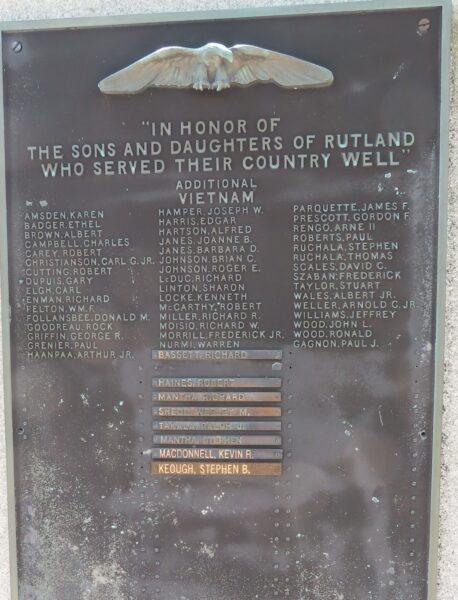 "IN HONOR OF
THE SONS AND DAUGHTERS OF RUTLAND
WHO SERVED THEIR COUNTRY WELL"
ADDITIONAL
VIETNAM
AMSDEN, KAREN
BADGER, ETHEL
BROWN, ALBERT
CAMPBELL, CHARLES
CAREY, ROBERT
CHRISTIANSON, CARL G. JR.
CUTTING, ROBERT
*DUPUIS, GARY
ELGH, CARL
ENMAN, RICHARD
FELTON, WM. F.
FOLLANSBEE, DONALD M.
GOODREAU, ROCK
GRIFFIN, GEORGE R.
GRENIER, PAUL
HAANPAA, ARTHUR JR.
HAMPER, JOSEPH W.
HARRIS, EDGAR
HARTSON, ALFRED
JANES, JOANNE B.
JANES, BARBARA D.
JOHNSON, BRIAN C.
JOHNSON, ROGER E.
LEDUC, RICHARD
LINTON, SHARON
LOCKE, KENNETH
MCCARTHY, ROBERT
MILLER, RICHARD R.
MOISIO, RICHARD W.
MORRILL, FREDERICK JR.
NURMI, WARREN
PARQUETTE, JAMES F.
PRESCOTT, GORDON F.
RENGO, ARNE II
ROBERTS, PAUL
RUCHALA, STEPHEN
RUCHALA, THOMAS
SCALES, DAVID C.
SZABAN, FREDERICK
TAYLOR, STUART
WALES, ALBERT JR.
WELLER, ARNOLD C. JR.
WILLIAMS, JEFFREY
WOOD, JOHN L.
WOOD, RONALD
GAGNON, PAUL J.
BASSETT, RICHARD
HAINES, ROBERT
MANTHA, RICHARD
WESLEY M.
RALPH J.
MANTHA, STEPHEN
MACDONNELL, KEVIN R.
KEOUGH, STEPHEN B.